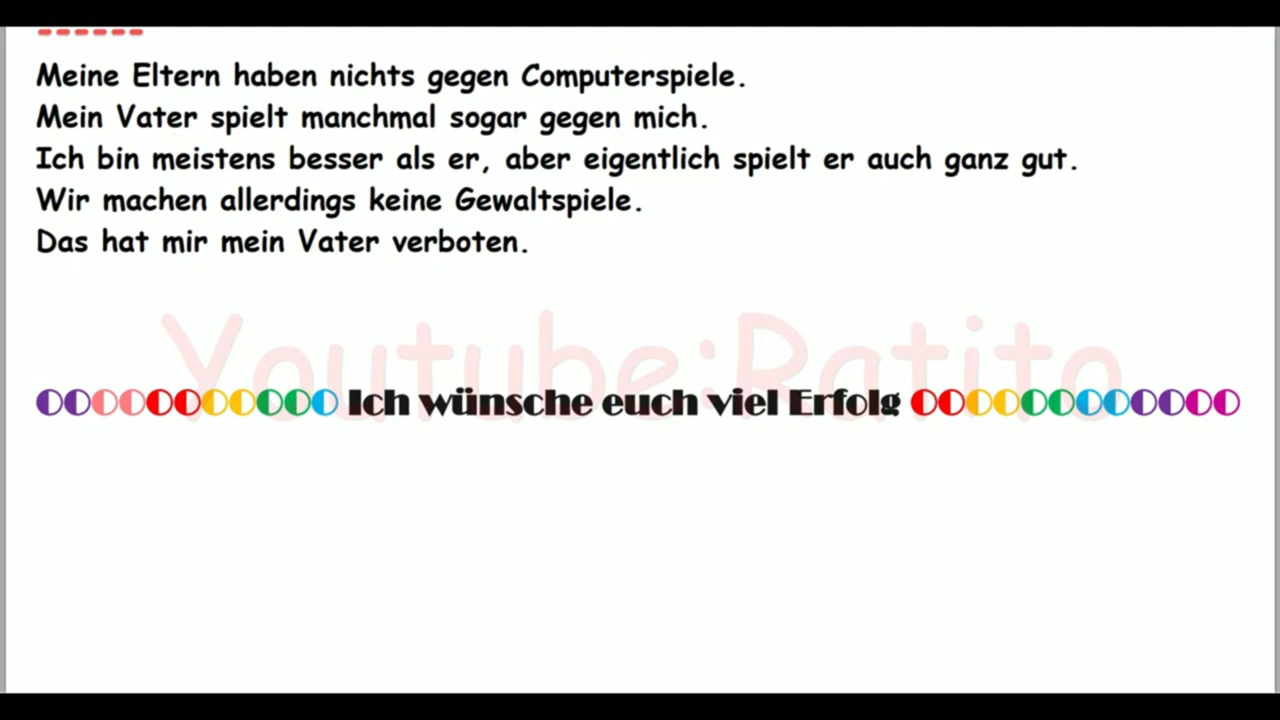 Meine Eltern haben nichts gegen Computerspiele.
Mein Vater spielt manchmal sogar gegen mich.
Ich bin meistens besser als er, aber eigentlich spielt er auch ganz gut.
Wir machen allerdings keine Gewaltspiele.
Das hat mir mein Vater verboten.
Youtube:Ratito
Ich wünsche euch viel Erfolg